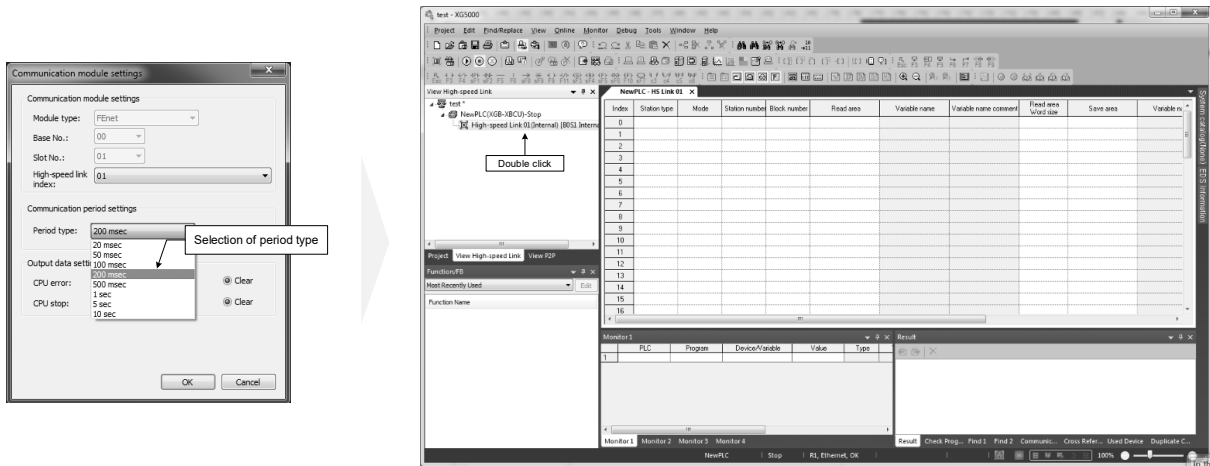 Communication module settings
Communication module settings
Module type: FEnet
Base No.: 00
Slot No.: 01
High-speed link index: 01
Communication period settings
Period type: 200 msec
Selection of period type
20 msec
50 msec
100 msec
200 msec
500 msec
1 sec
5 sec
10 sec
Output data setti
CPU error: Clear
CPU stop: Clear
OK Cancel
test - XG5000
Project Edit Find/Replace View Online Monitor Debug Tools Window Help
View High-speed Link
test *
NewPLC(XGB-XBCU)-Stop
High-speed Link 01(Internal) [B0S1 Interna
Double click
Project View High-speed Link View P2P
Function/FB
Most Recently Used Edit
Function Name
NewPLC - HS Link 01
Index Station type Mode Station number Block number Read area Variable name Variable name comment Read area Word size Save area Variable n
0
1
2
3
4
5
6
7
8
9
10
11
12
13
14
15
16
System catalog(None) EDS information
Monitor 1
PLC Program Device/Variable Value Type
1
Monitor 1 Monitor 2 Monitor 3 Monitor 4
Result
Result Check Prog... Find 1 Find 2 Communic... Cross Refer... Used Device Duplicate C...
NewPLC Stop R1, Ethernet, OK 100%